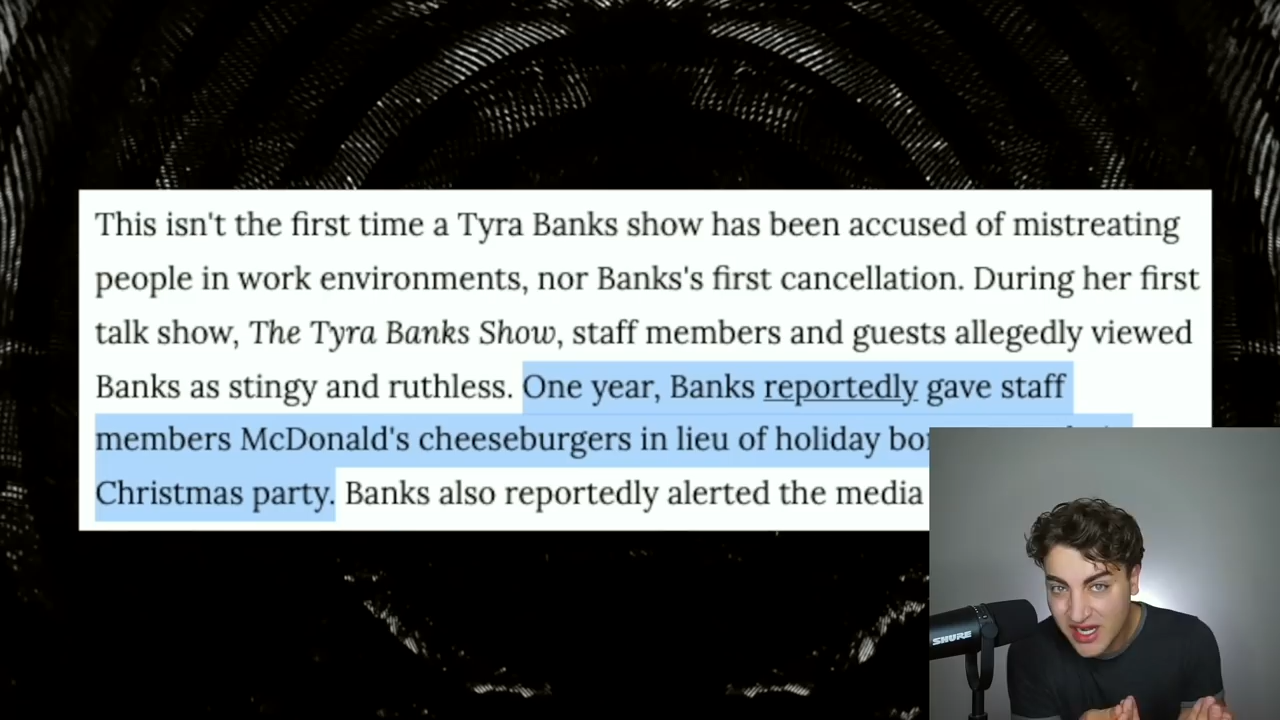 This isn't the first time a Tyra Banks show has been accused of mistreating
people in work environments, nor Banks's first cancellation. During her first
talk show, The Tyra Banks Show, staff members and guests allegedly viewed
Banks as stingy and ruthless. One year, Banks reportedly gave staff
members McDonald's cheeseburgers in lieu of holiday
Christmas party. Banks also reportedly alerted the media
SHURE